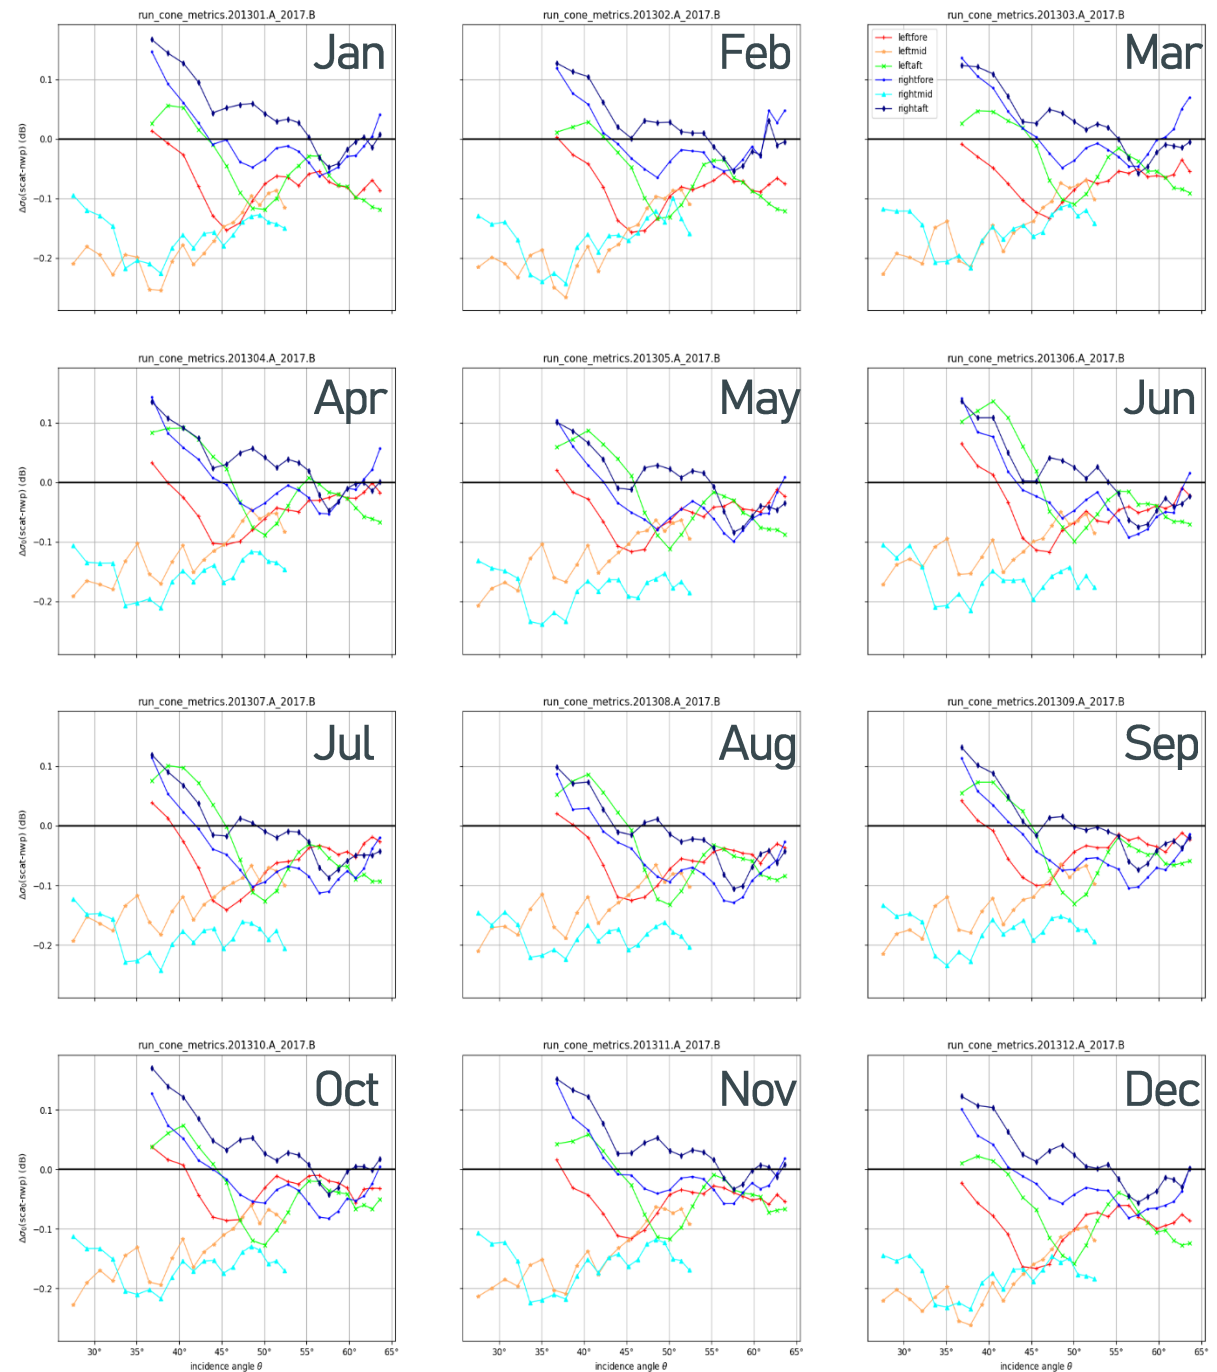 run_cone_metrics.201301.A_2017.B
run_cone_metrics.201302.A_2017.B
run_cone_metrics.201303.A_2017.B
Jan
Feb
Mar
leftfore
leftmid
leftaft
rightfore
rightmid
rightaft
0.1
0.0
−0.1
−0.2
Δσ₀(scat-nwp) (dB)
run_cone_metrics.201304.A_2017.B
run_cone_metrics.201305.A_2017.B
run_cone_metrics.201306.A_2017.B
Apr
May
Jun
0.1
0.0
−0.1
−0.2
Δσ₀(scat-nwp) (dB)
run_cone_metrics.201307.A_2017.B
run_cone_metrics.201308.A_2017.B
run_cone_metrics.201309.A_2017.B
Jul
Aug
Sep
0.1
0.0
−0.1
−0.2
Δσ₀(scat-nwp) (dB)
run_cone_metrics.201310.A_2017.B
run_cone_metrics.201311.A_2017.B
run_cone_metrics.201312.A_2017.B
Oct
Nov
Dec
0.1
0.0
−0.1
−0.2
Δσ₀(scat-nwp) (dB)
30° 35° 40° 45° 50° 55° 60° 65°
30° 35° 40° 45° 50° 55° 60° 65°
30° 35° 40° 45° 50° 55° 60° 65°
incidence angle θ
incidence angle θ
incidence angle θ